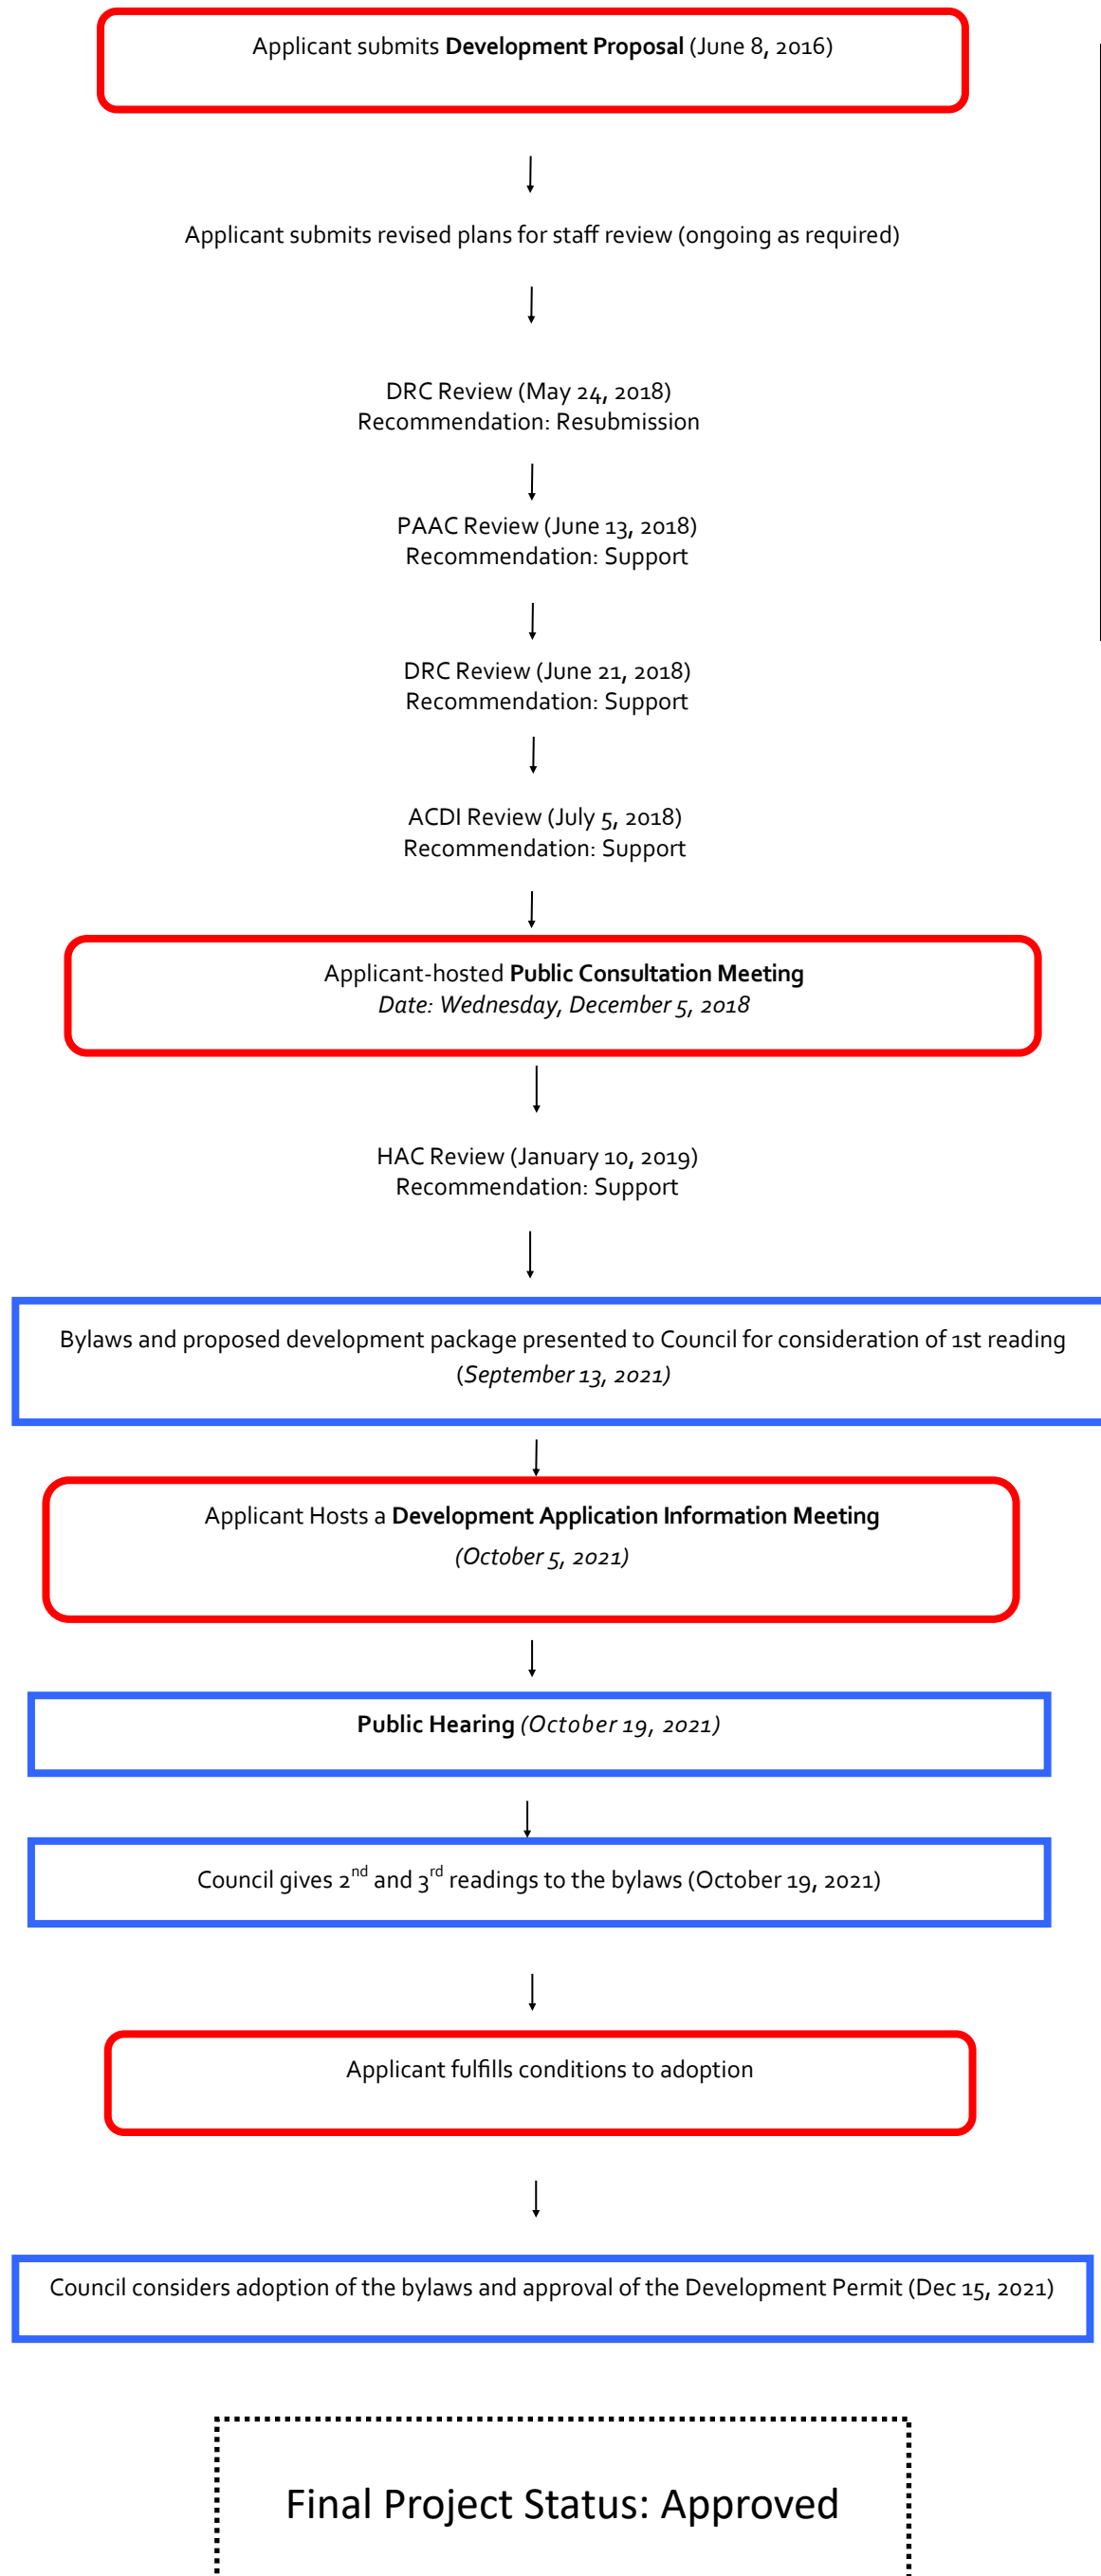 Applicant submits Development Proposal (June 8, 2016)
Applicant submits revised plans for staff review (ongoing as required)
DRC Review (May 24, 2018)
Recommendation: Resubmission
PAAC Review (June 13, 2018)
Recommendation: Support
DRC Review (June 21, 2018)
Recommendation: Support
ACDI Review (July 5, 2018)
Recommendation: Support
Applicant-hosted Public Consultation Meeting
Date: Wednesday, December 5, 2018
HAC Review (January 10, 2019)
Recommendation: Support
Bylaws and proposed development package presented to Council for consideration of 1st reading
(September 13, 2021)
Applicant Hosts a Development Application Information Meeting
(October 5, 2021)
Public Hearing (October 19, 2021)
Council gives 2nd and 3rd readings to the bylaws (October 19, 2021)
Applicant fulfills conditions to adoption
Council considers adoption of the bylaws and approval of the Development Permit (Dec 15, 2021)
Final Project Status: Approved